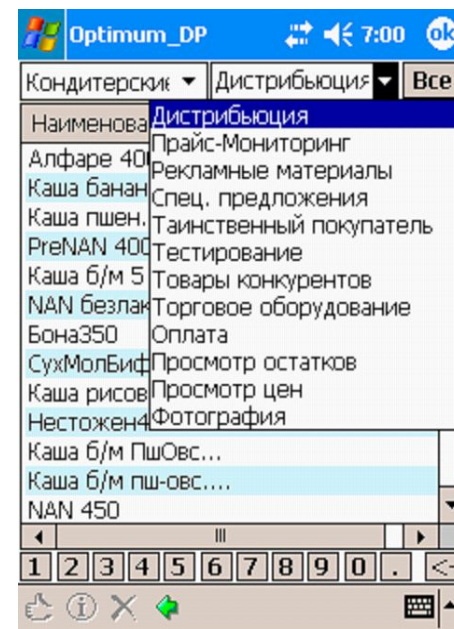 Optimum_DP 7:00 ok
Кондитерские Дистрибьюция Все
Наименова
Дистрибьюция
Прайс-Мониторинг
Рекламные материалы
Спец. предложения
Таинственный покупатель
Тестирование
Товары конкурентов
Торговое оборудование
Оплата
Просмотр остатков
Просмотр цен
Фотография
Алфаре 400
Каша банан
Каша пшен.
PreNAN 400
Каша б/м 5
NAN безлак
Бона350
СухМолБиф
Каша рисов
Нестожен4
Каша б/м ПшОвс...
Каша б/м пш-овс....
NAN 450
1 2 3 4 5 6 7 8 9 0 . <-